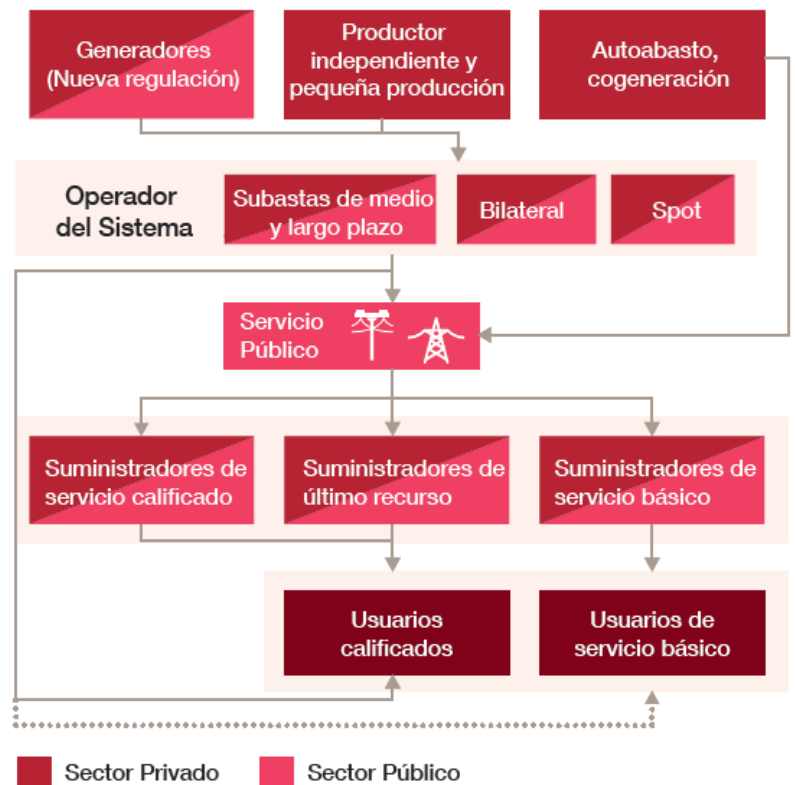 Generadores
(Nueva regulación)
Productor
independiente y
pequeña producción
Autoabasto,
cogeneración
Operador
del Sistema
Subastas de medio
y largo plazo
Bilateral
Spot
Servicio
Público
Suministradores de
servicio calificado
Suministradores de
último recurso
Suministradores de
servicio básico
Usuarios
calificados
Usuarios de
servicio básico
Sector Privado
Sector Público